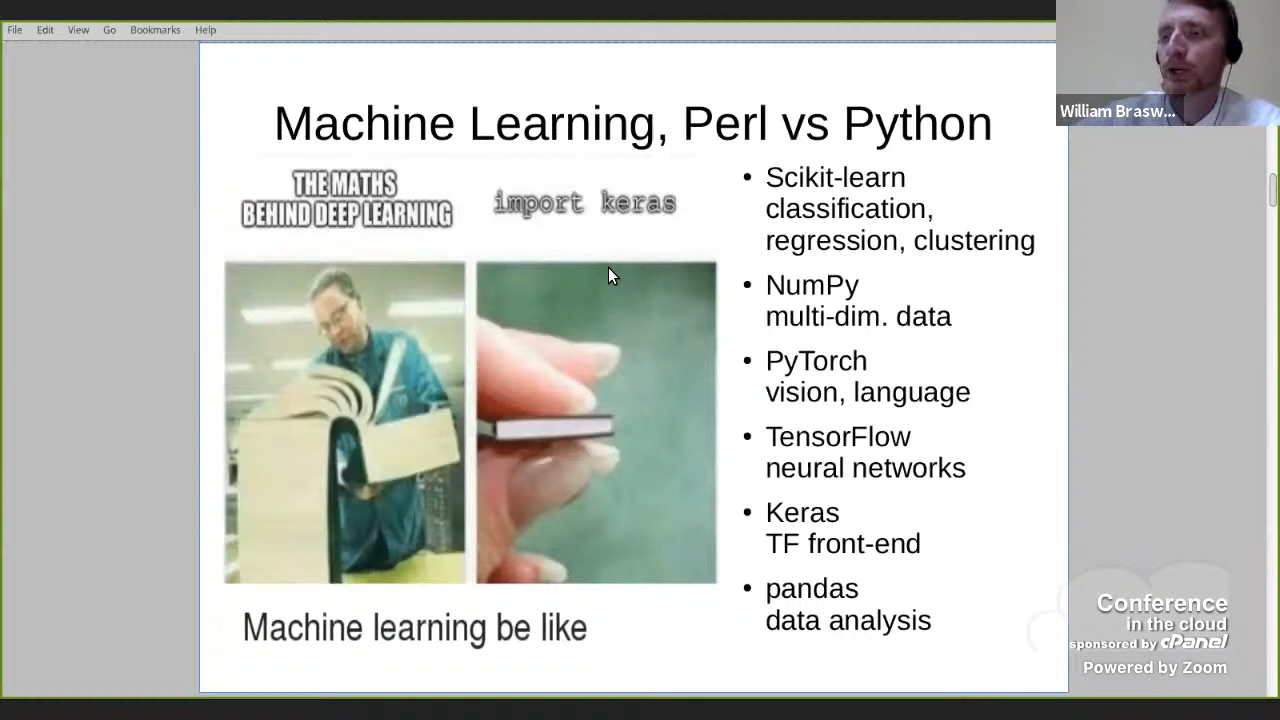 File Edit View Go Bookmarks Help
William Brasw...
Machine Learning, Perl vs Python
THE MATHS
BEHIND DEEP LEARNING
import keras
Machine learning be like
• Scikit-learn
classification,
regression, clustering
• NumPy
multi-dim. data
• PyTorch
vision, language
• TensorFlow
neural networks
• Keras
TF front-end
• pandas
data analysis
Conference
in the cloud
sponsored by cPanel
Powered by Zoom